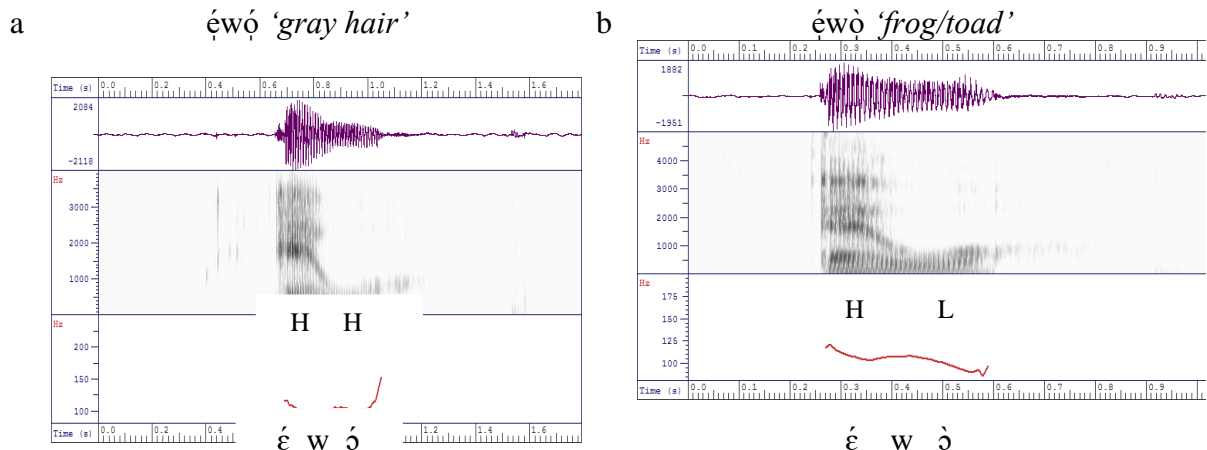 a
é̩wó̩ 'gray hair'
Time (s) 0.0 0.2 0.4 0.6 0.8 1.0 1.2 1.4 1.6
2084
-2118
Hz
3000
2000
1000
H H
Hz
200
150
100
Time (s) 0.0 0.2 0.4 1.2 1.4 1.6
ɛ́ w ɔ́
b
é̩wò̩ 'frog/toad'
Time (s) 0.0 0.1 0.2 0.3 0.4 0.5 0.6 0.7 0.8 0.9
1882
-1951
Hz
4000
3000
2000
1000
Hz
175
150
125
100
H L
Time (s) 0.0 0.1 0.2 0.3 0.4 0.5 0.6 0.7 0.8 0.9
ɛ́ w ɔ̀